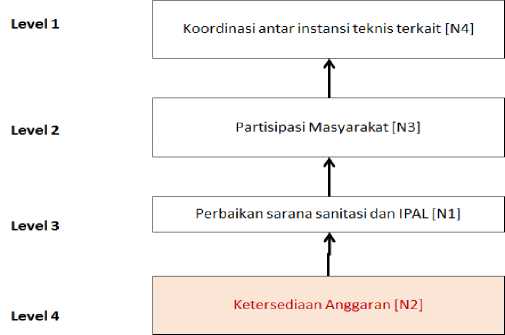 Level 1
Koordinasi antar instansi teknis terkait [N4]
Level 2
Partisipasi Masyarakat [N3]
Level 3
Perbaikan sarana sanitasi dan IPAL [N1]
Level 4
Ketersediaan Anggaran [N2]